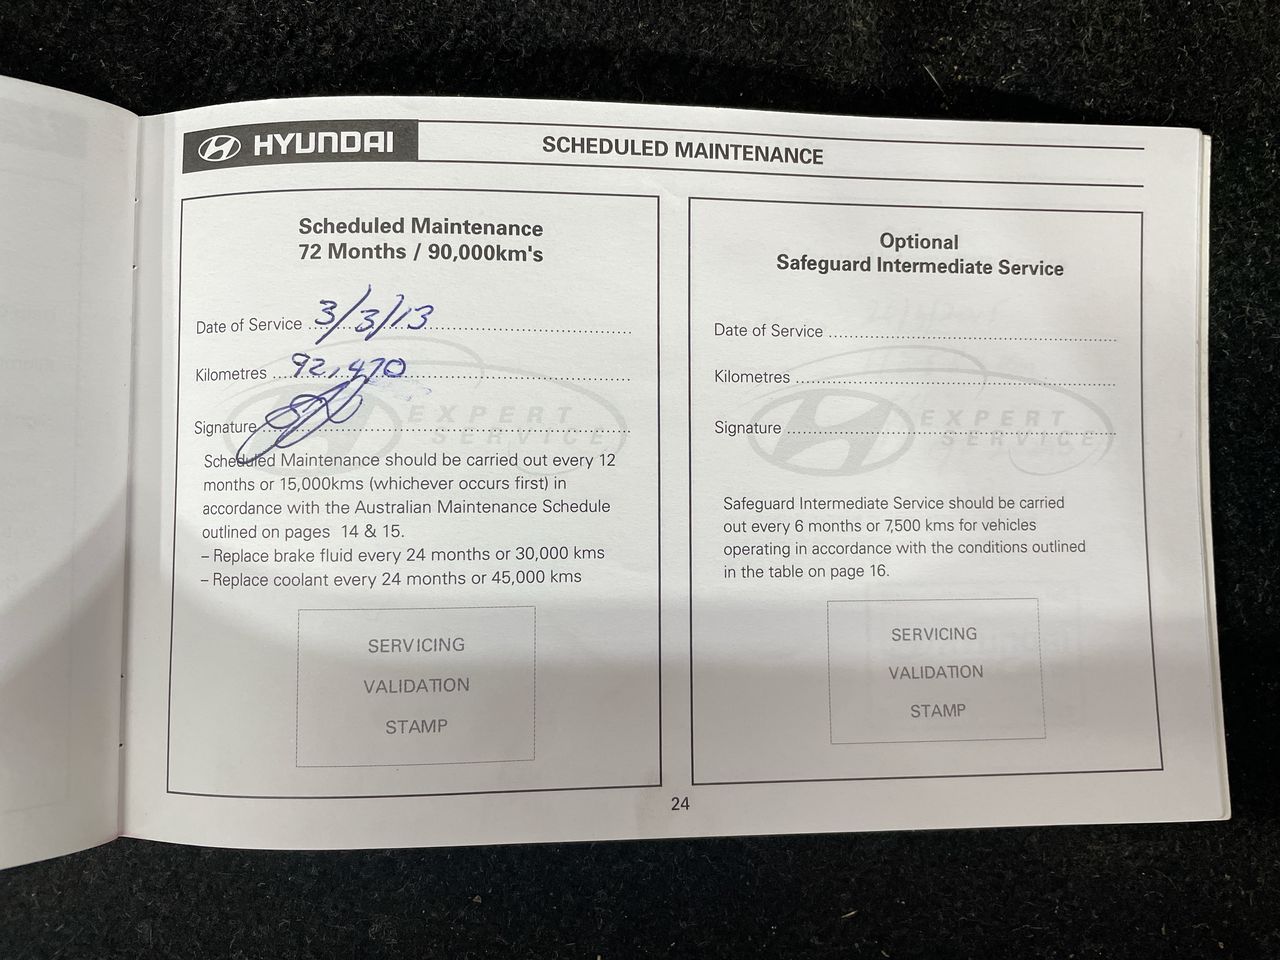 HYUNDAI
SCHEDULED MAINTENANCE
Scheduled Maintenance
72 Months / 90,000km's
Date of Service 3/3/13
Kilometres 92,470
Signature
EXPERT
SERVICE
Scheduled Maintenance should be carried out every 12
months or 15,000kms (whichever occurs first) in
accordance with the Australian Maintenance Schedule
outlined on pages 14 & 15.
– Replace brake fluid every 24 months or 30,000 kms
– Replace coolant every 24 months or 45,000 kms
SERVICING
VALIDATION
STAMP
Optional
Safeguard Intermediate Service
Date of Service
Kilometres
Signature
EXPERT
SERVICE
Safeguard Intermediate Service should be carried
out every 6 months or 7,500 kms for vehicles
operating in accordance with the conditions outlined
in the table on page 16.
SERVICING
VALIDATION
STAMP
24